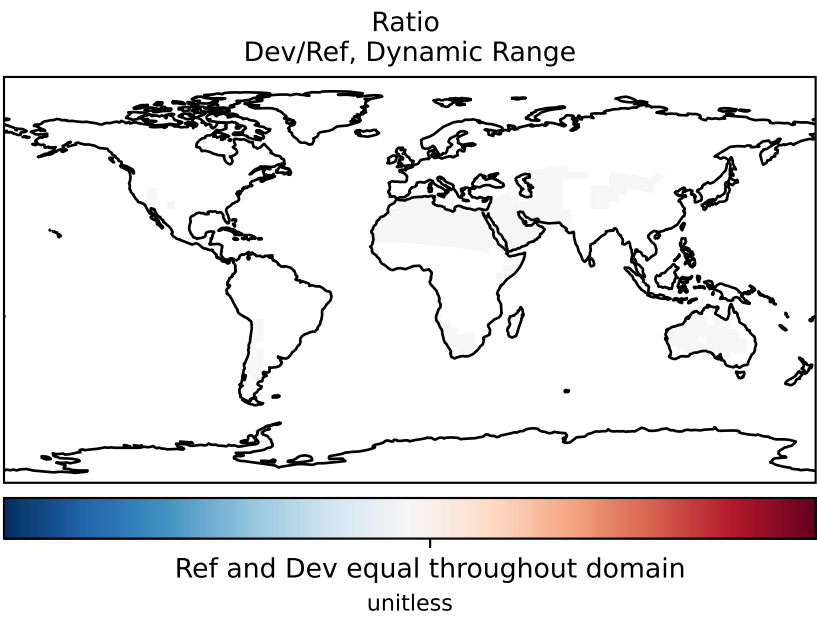 Ratio
Dev/Ref, Dynamic Range
Ref and Dev equal throughout domain
unitless